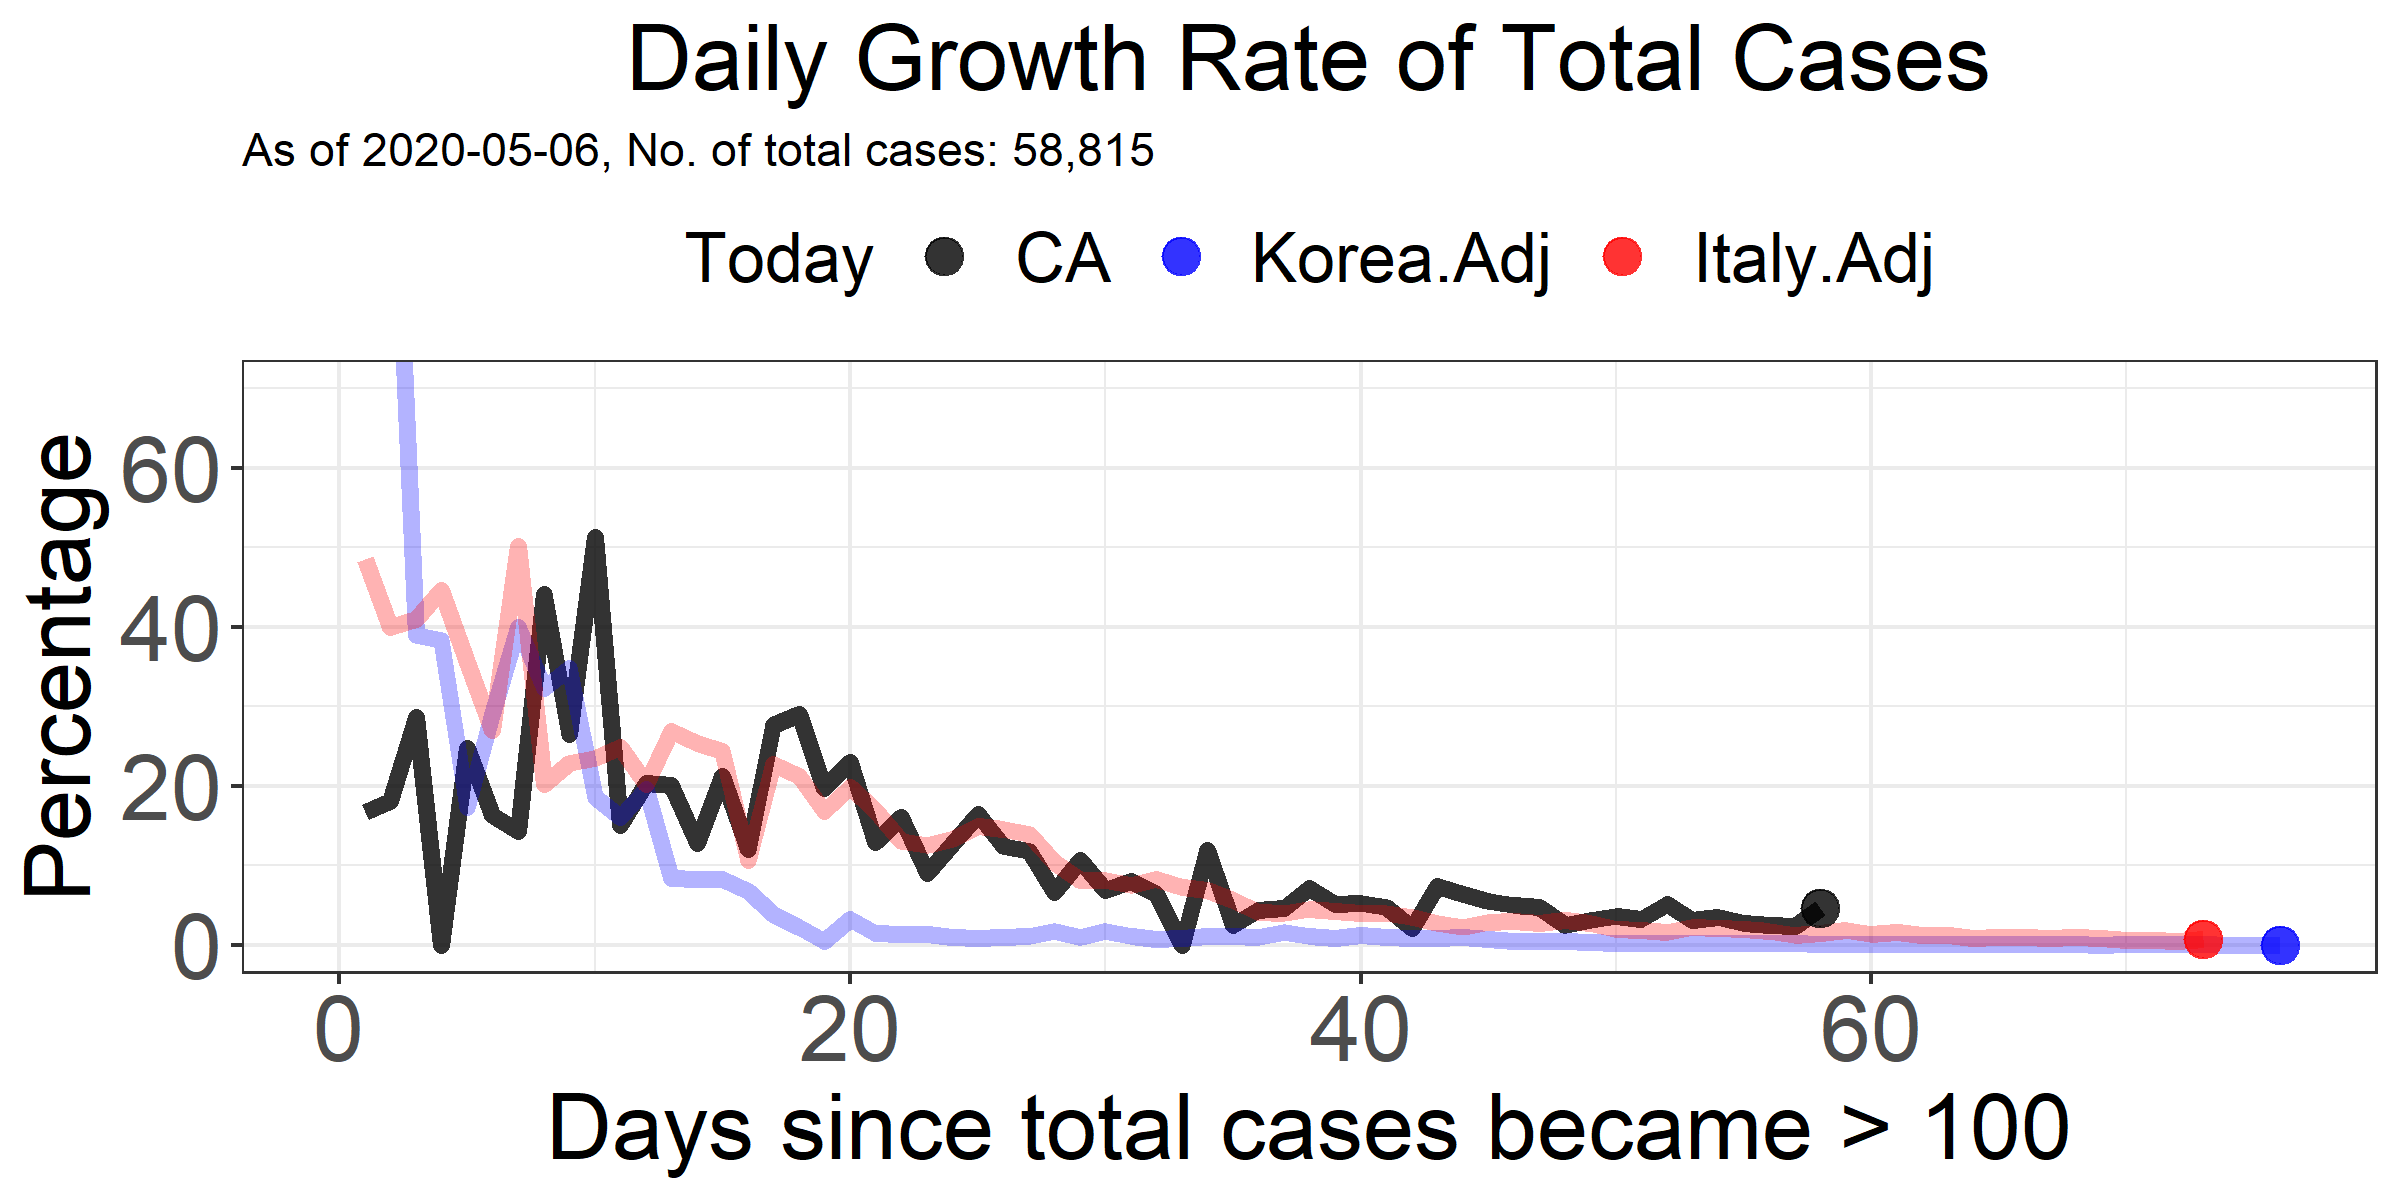 Daily Growth Rate of Total Cases
As of 2020-05-06, No. of total cases: 58,815
Today CA Korea.Adj Italy.Adj
Percentage
60
40
20
0
0 20 40 60
Days since total cases became > 100